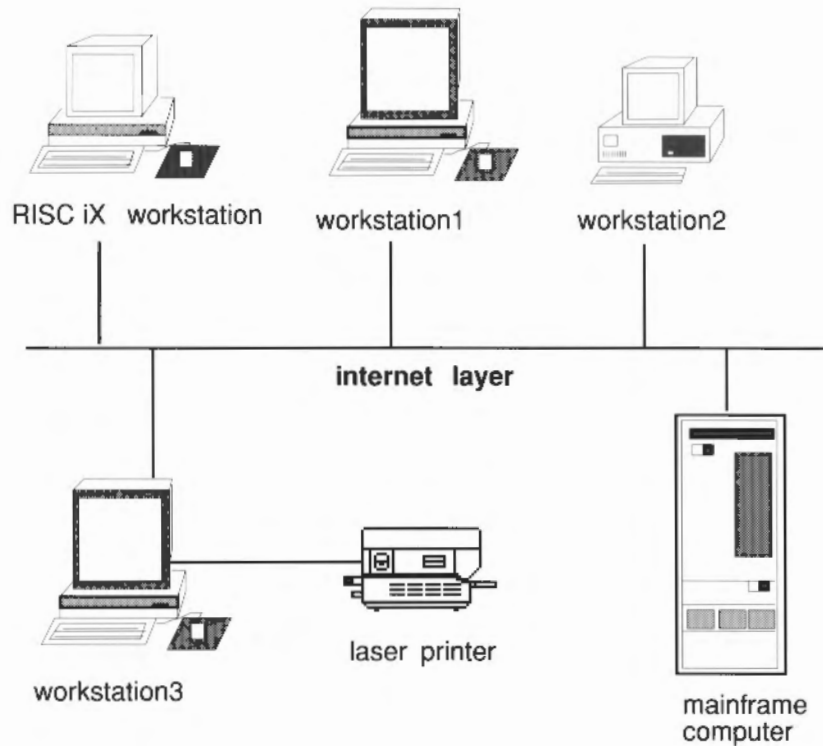 RISC iX workstation
workstation1
workstation2
internet layer
laser printer
workstation3
mainframe
computer